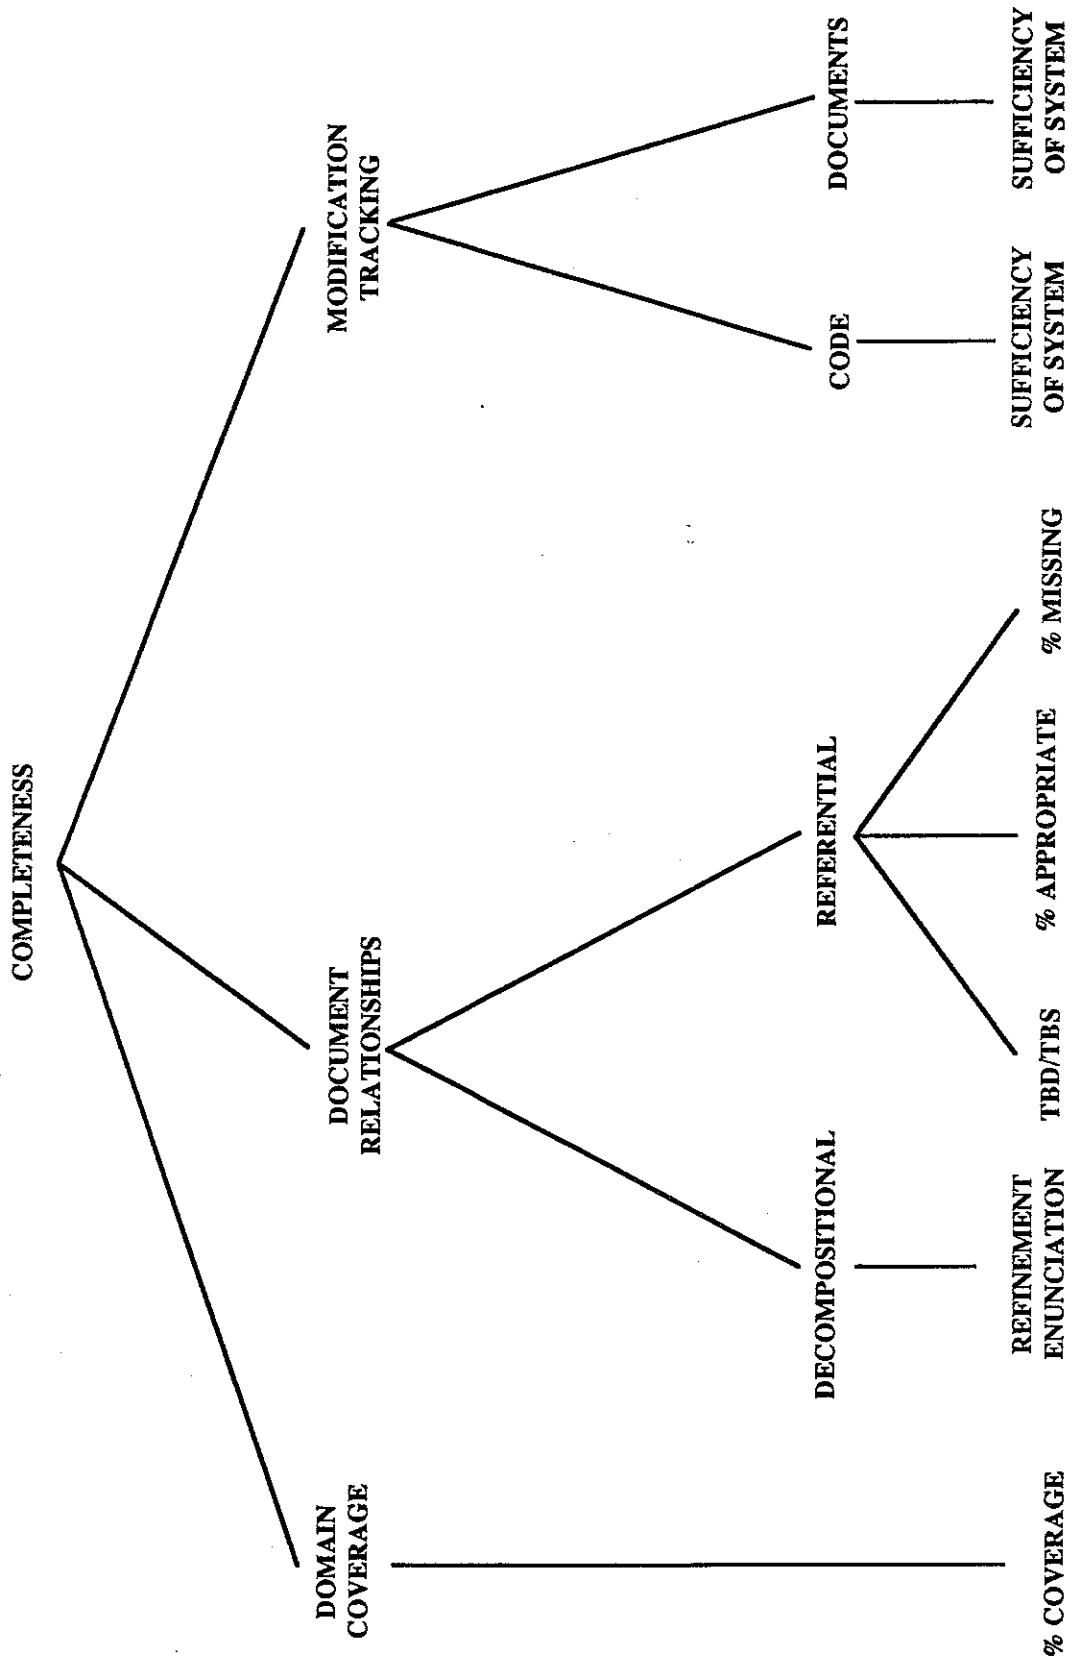 COMPLETENESS
DOMAIN
COVERAGE
DOCUMENT
RELATIONSHIPS
MODIFICATION
TRACKING
DECOMPOSITIONAL
REFERENTIAL
CODE
DOCUMENTS
% COVERAGE
REFINEMENT
ENUNCIATION
TBD/TBS
% APPROPRIATE
% MISSING
SUFFICIENCY
OF SYSTEM
SUFFICIENCY
OF SYSTEM